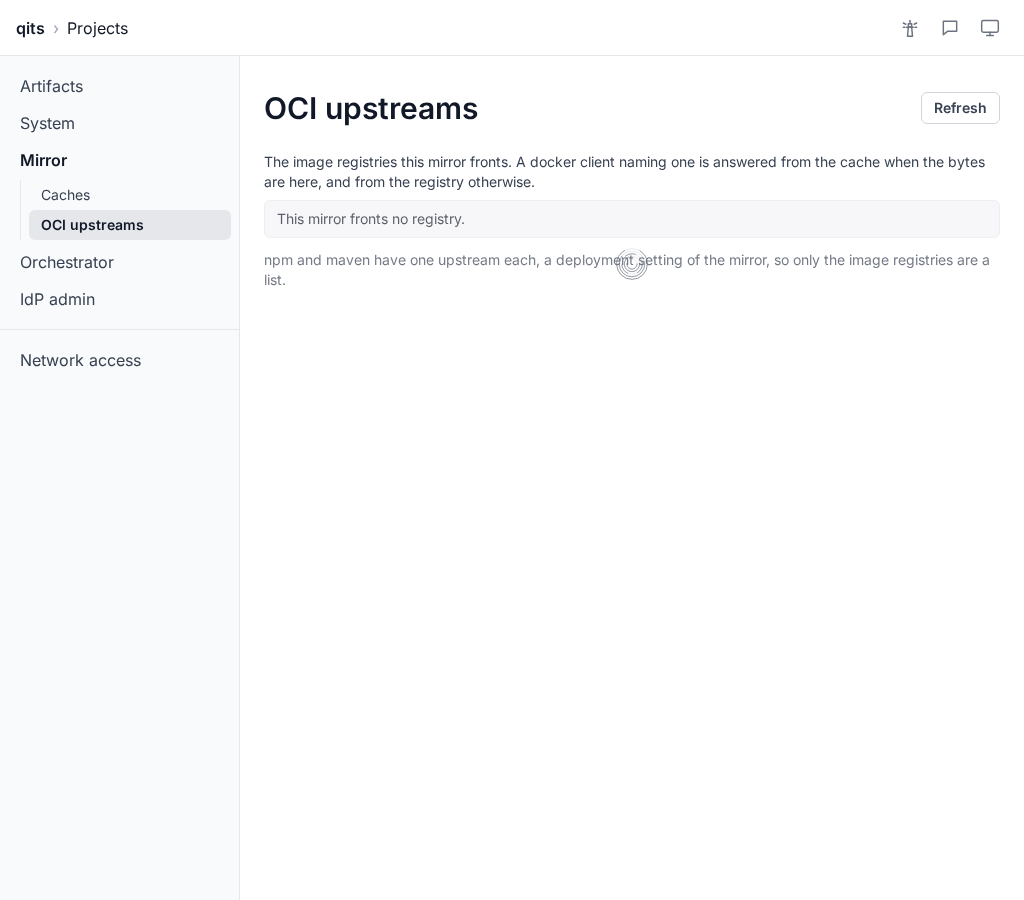 qits › Projects
Artifacts
System
Mirror
Caches
OCI upstreams
Orchestrator
IdP admin
Network access
OCI upstreams
Refresh
The image registries this mirror fronts. A docker client naming one is answered from the cache when the bytes
are here, and from the registry otherwise.
This mirror fronts no registry.
npm and maven have one upstream each, a deployment setting of the mirror, so only the image registries are a
list.